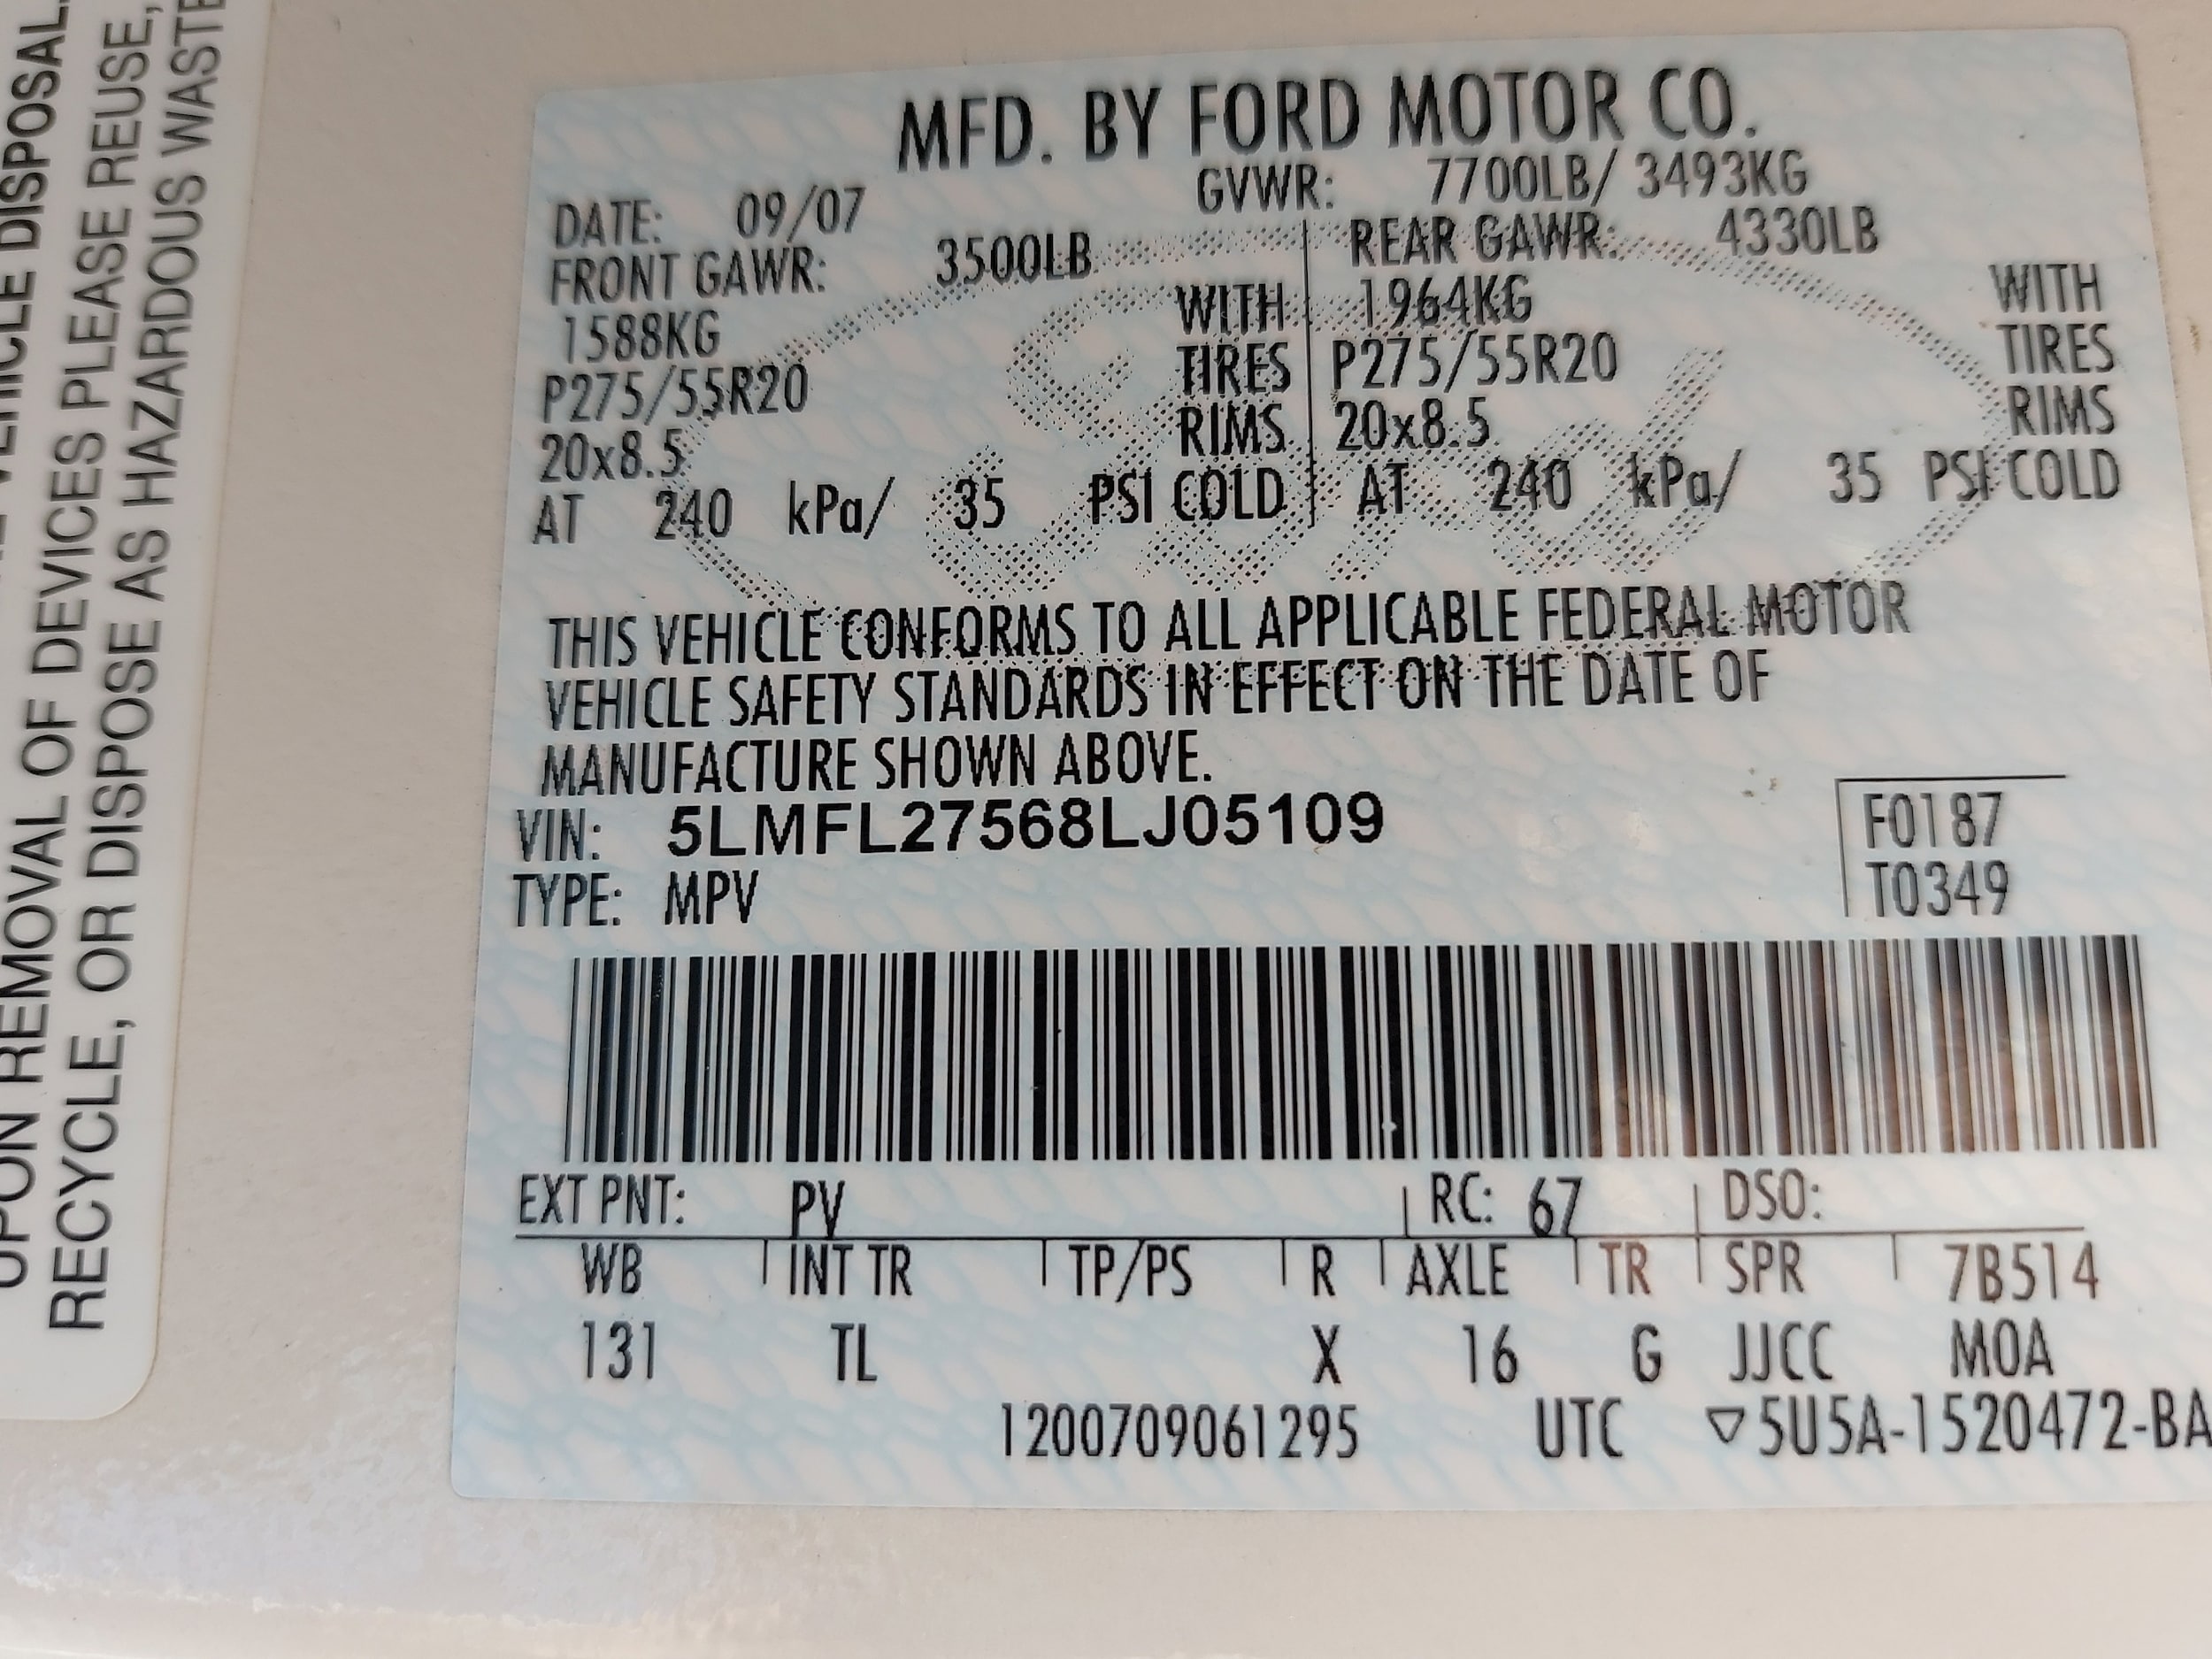 VEHICLE DISPOSAL.
UPON REMOVAL OF DEVICES PLEASE REUSE,
RECYCLE, OR DISPOSE AS HAZARDOUS WASTE
MFD. BY FORD MOTOR CO.
DATE: 09/07 GVWR: 7700LB/ 3493KG
FRONT GAWR: 3500LB REAR GAWR: 4330LB
1588KG WITH 1964KG WITH
P275/55R20 TIRES P275/55R20 TIRES
20x8.5 RIMS 20x8.5 RIMS
AT 240 kPa/ 35 PSI COLD AT 240 kPa/ 35 PSI COLD
Ford
THIS VEHICLE CONFORMS TO ALL APPLICABLE FEDERAL MOTOR
VEHICLE SAFETY STANDARDS IN EFFECT ON THE DATE OF
MANUFACTURE SHOWN ABOVE.
VIN: 5LMFL27568LJ05109 F0187
TYPE: MPV T0349
EXT PNT: PV RC: 67 DSO:
WB INT TR TP/PS R AXLE TR SPR 7B514
131 TL X 16 G JJCC MOA
1200709061295 UTC ▽5U5A-1520472-BA